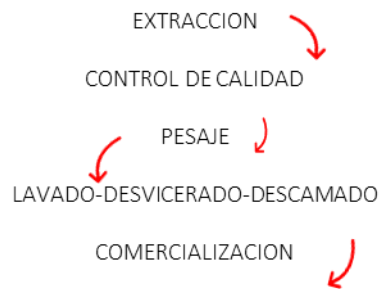 EXTRACCION
CONTROL DE CALIDAD
PESAJE
LAVADO-DESVICERADO-DESCAMADO
COMERCIALIZACION